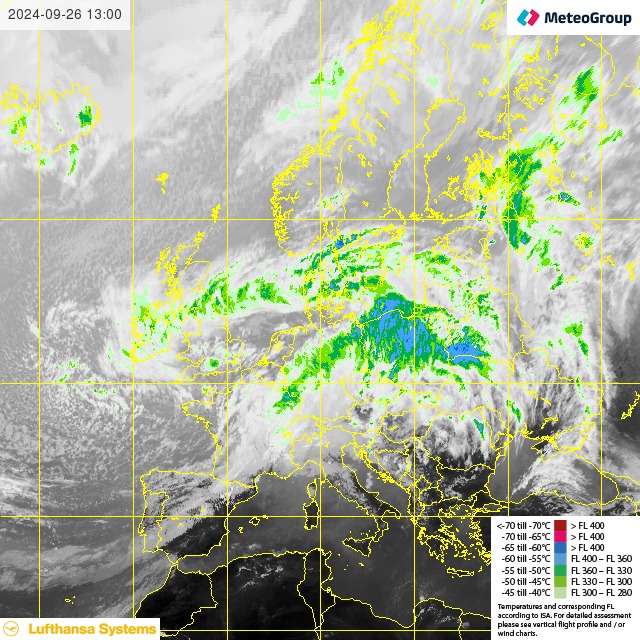 2024-09-26 13:00
MeteoGroup
<-70 till -70°C > FL 400
-70 till -65°C > FL 400
-65 till -60°C > FL 400
-60 till -55°C FL 400 – FL 360
-55 till -50°C FL 360 – FL 330
-50 till -45°C FL 330 – FL 300
-45 till -40°C FL 300 – FL 280
Temperatures and corresponding FL
according to ISA. For detailed assessment
please see vertical flight profile and / or
wind charts.
Lufthansa Systems